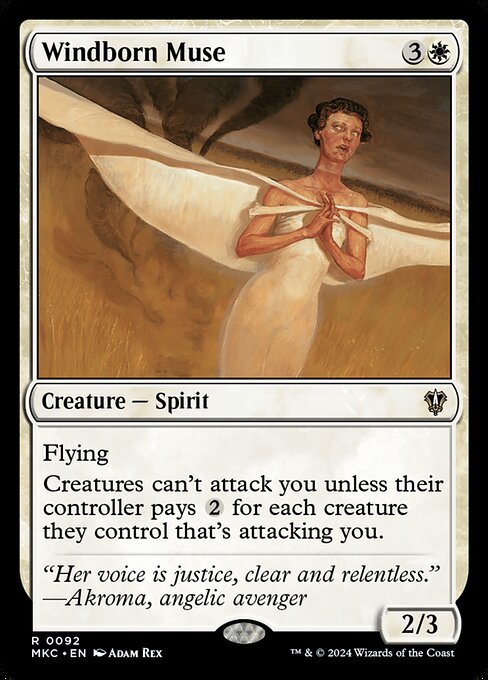 Windborn Muse 3
Creature — Spirit
Flying
Creatures can't attack you unless their
controller pays 2 for each creature
they control that's attacking you.
“Her voice is justice, clear and relentless.”
—Akroma, angelic avenger
2/3
R 0092
MKC • EN Adam Rex
™ & © 2024 Wizards of the Coast